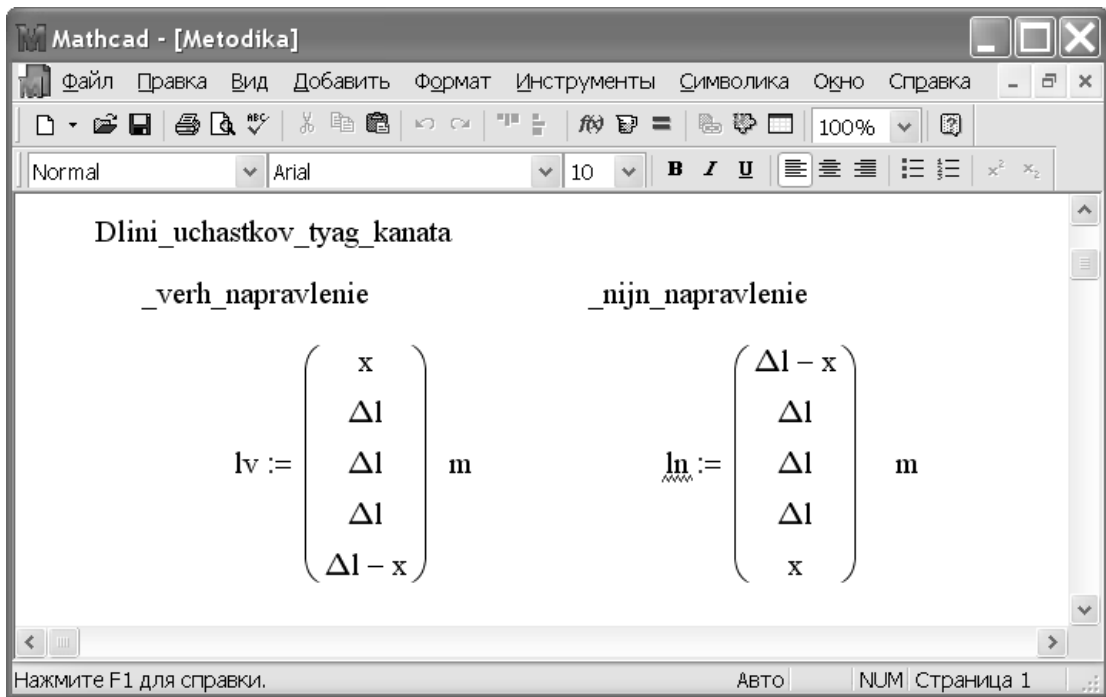 Mathcad - [Metodika]
Файл Правка Вид Добавить Формат Инструменты Символика Окно Справка
100%
Normal Arial 10 B I U
Dlini_uchastkov_tyag_kanata
_verh_napravlenie _nijn_napravlenie
x Δl − x
Δl Δl
lv := Δl m ln := Δl m
Δl Δl
Δl − x x
Нажмите F1 для справки. Авто NUM Страница 1